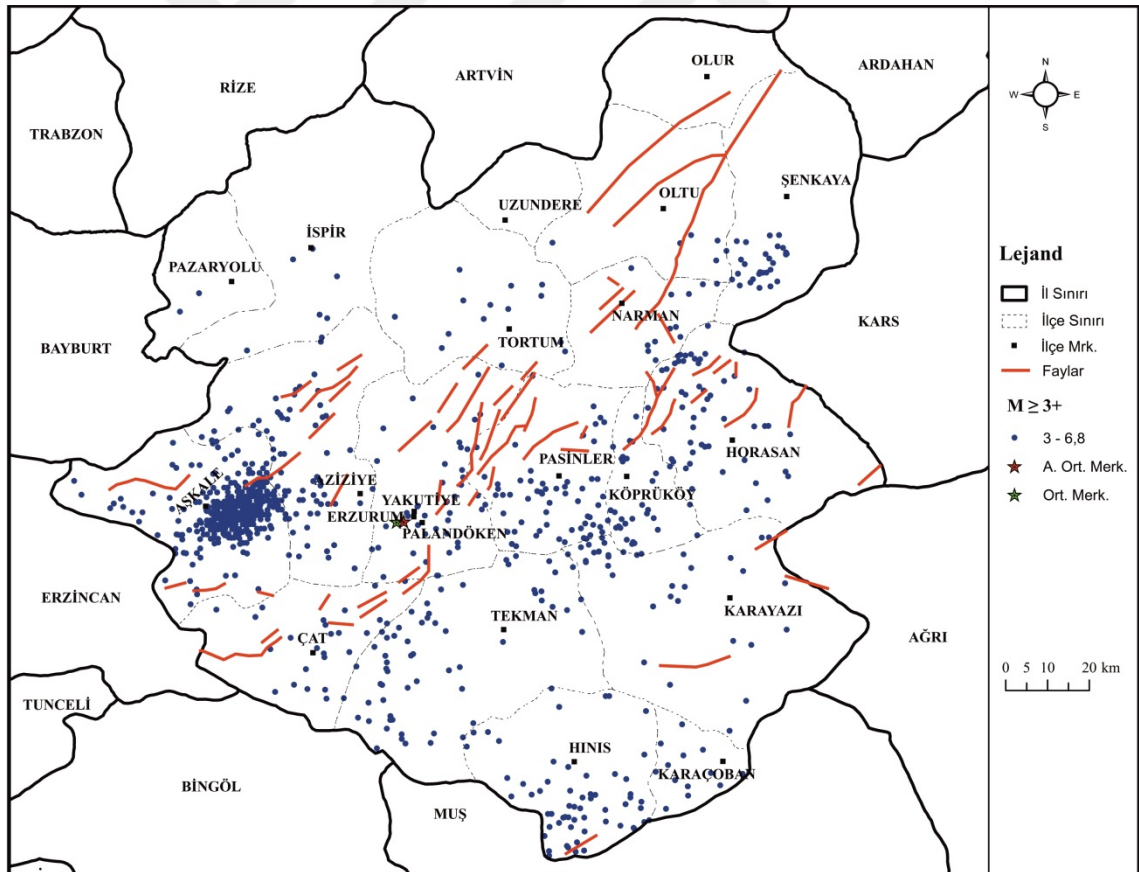 OLUR
ARDAHAN
ARTVİN
RİZE
TRABZON
ŞENKAYA
OLTU
UZUNDERE
İSPİR
PAZARYOLU
NARMAN
KARS
TORTUM
BAYBURT
HORASAN
PASİNLER
KÖPRÜKÖY
AZİZİYE
AŞKALE
YAKUTİYE
ERZURUM
PALANDÖKEN
ERZİNCAN
KARAYAZI
TEKMAN
AĞRI
ÇAT
TUNCELİ
HINIS
KARAÇOBAN
BİNGÖL
MUŞ
N
W E
S
Lejand
İl Sınırı
İlçe Sınırı
İlçe Mrk.
Faylar
M ≥ 3+
3 - 6,8
A. Ort. Merk.
Ort. Merk.
0 5 10 20 km